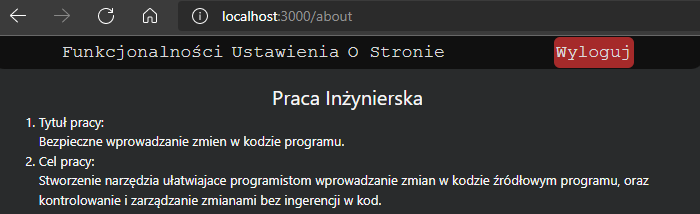 localhost:3000/about
Funkcjonalności Ustawienia O Stronie Wyloguj
Praca Inżynierska
1. Tytuł pracy:
Bezpieczne wprowadzanie zmien w kodzie programu.
2. Cel pracy:
Stworzenie narzędzia ułatwiajace programistom wprowadzanie zmian w kodzie źródłowym programu, oraz
kontrolowanie i zarządzanie zmianami bez ingerencji w kod.